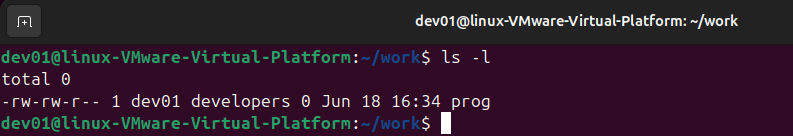 dev01@linux-VMware-Virtual-Platform: ~/work
dev01@linux-VMware-Virtual-Platform:~/work$ ls -l
total 0
-rw-rw-r-- 1 dev01 developers 0 Jun 18 16:34 prog
dev01@linux-VMware-Virtual-Platform:~/work$